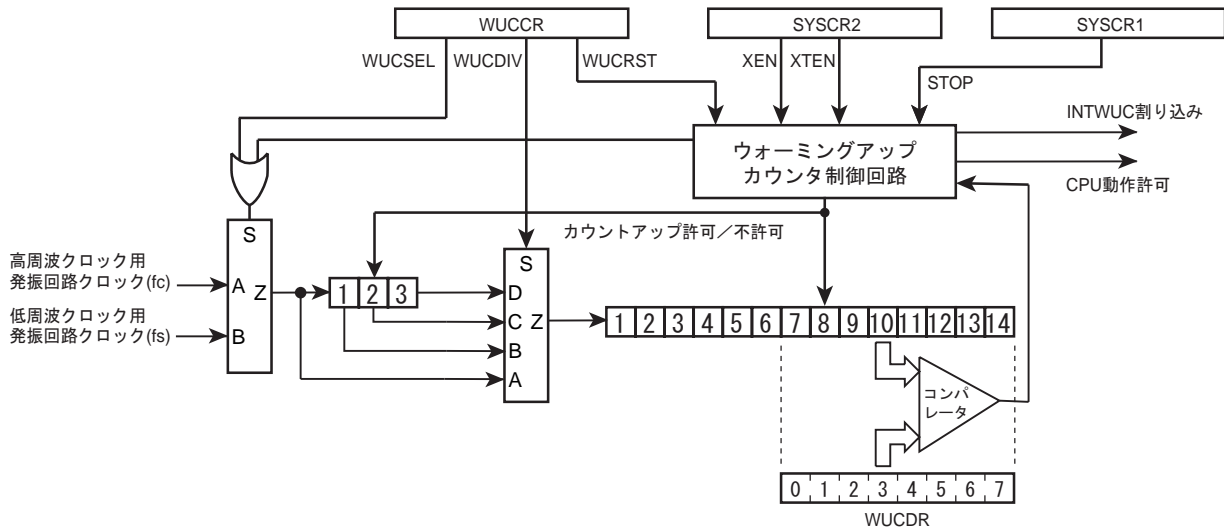 WUCCR
SYSCR2
SYSCR1
WUCSEL
WUCDIV
WUCRST
XEN
XTEN
STOP
INTWUC割り込み
ウォーミングアップ
カウンタ制御回路
CPU動作許可
カウントアップ許可/不許可
S
高周波クロック用
発振回路クロック(fc)
A
Z
低周波クロック用
発振回路クロック(fs)
B
1 2 3
S
D
C
Z
B
A
1 2 3 4 5 6 7 8 9 10 11 12 13 14
コンパ
レータ
0 1 2 3 4 5 6 7
WUCDR